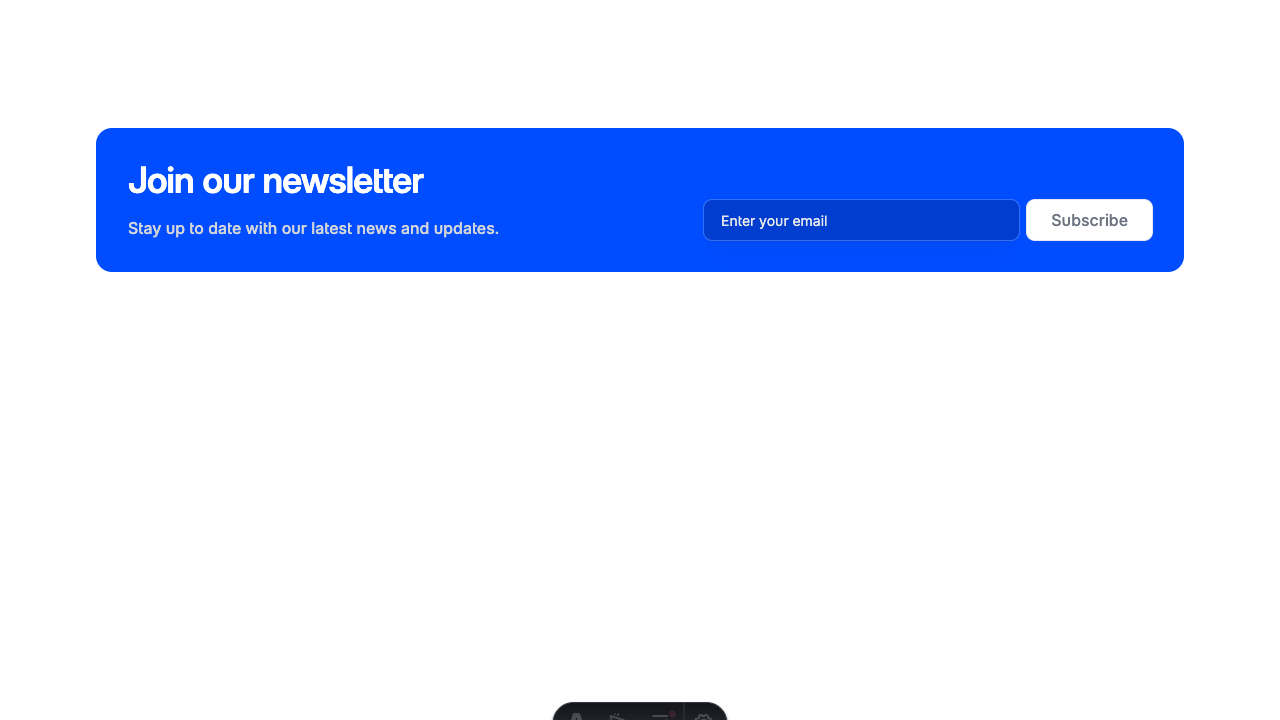 Join our newsletter
Stay up to date with our latest news and updates.
Enter your email
Subscribe